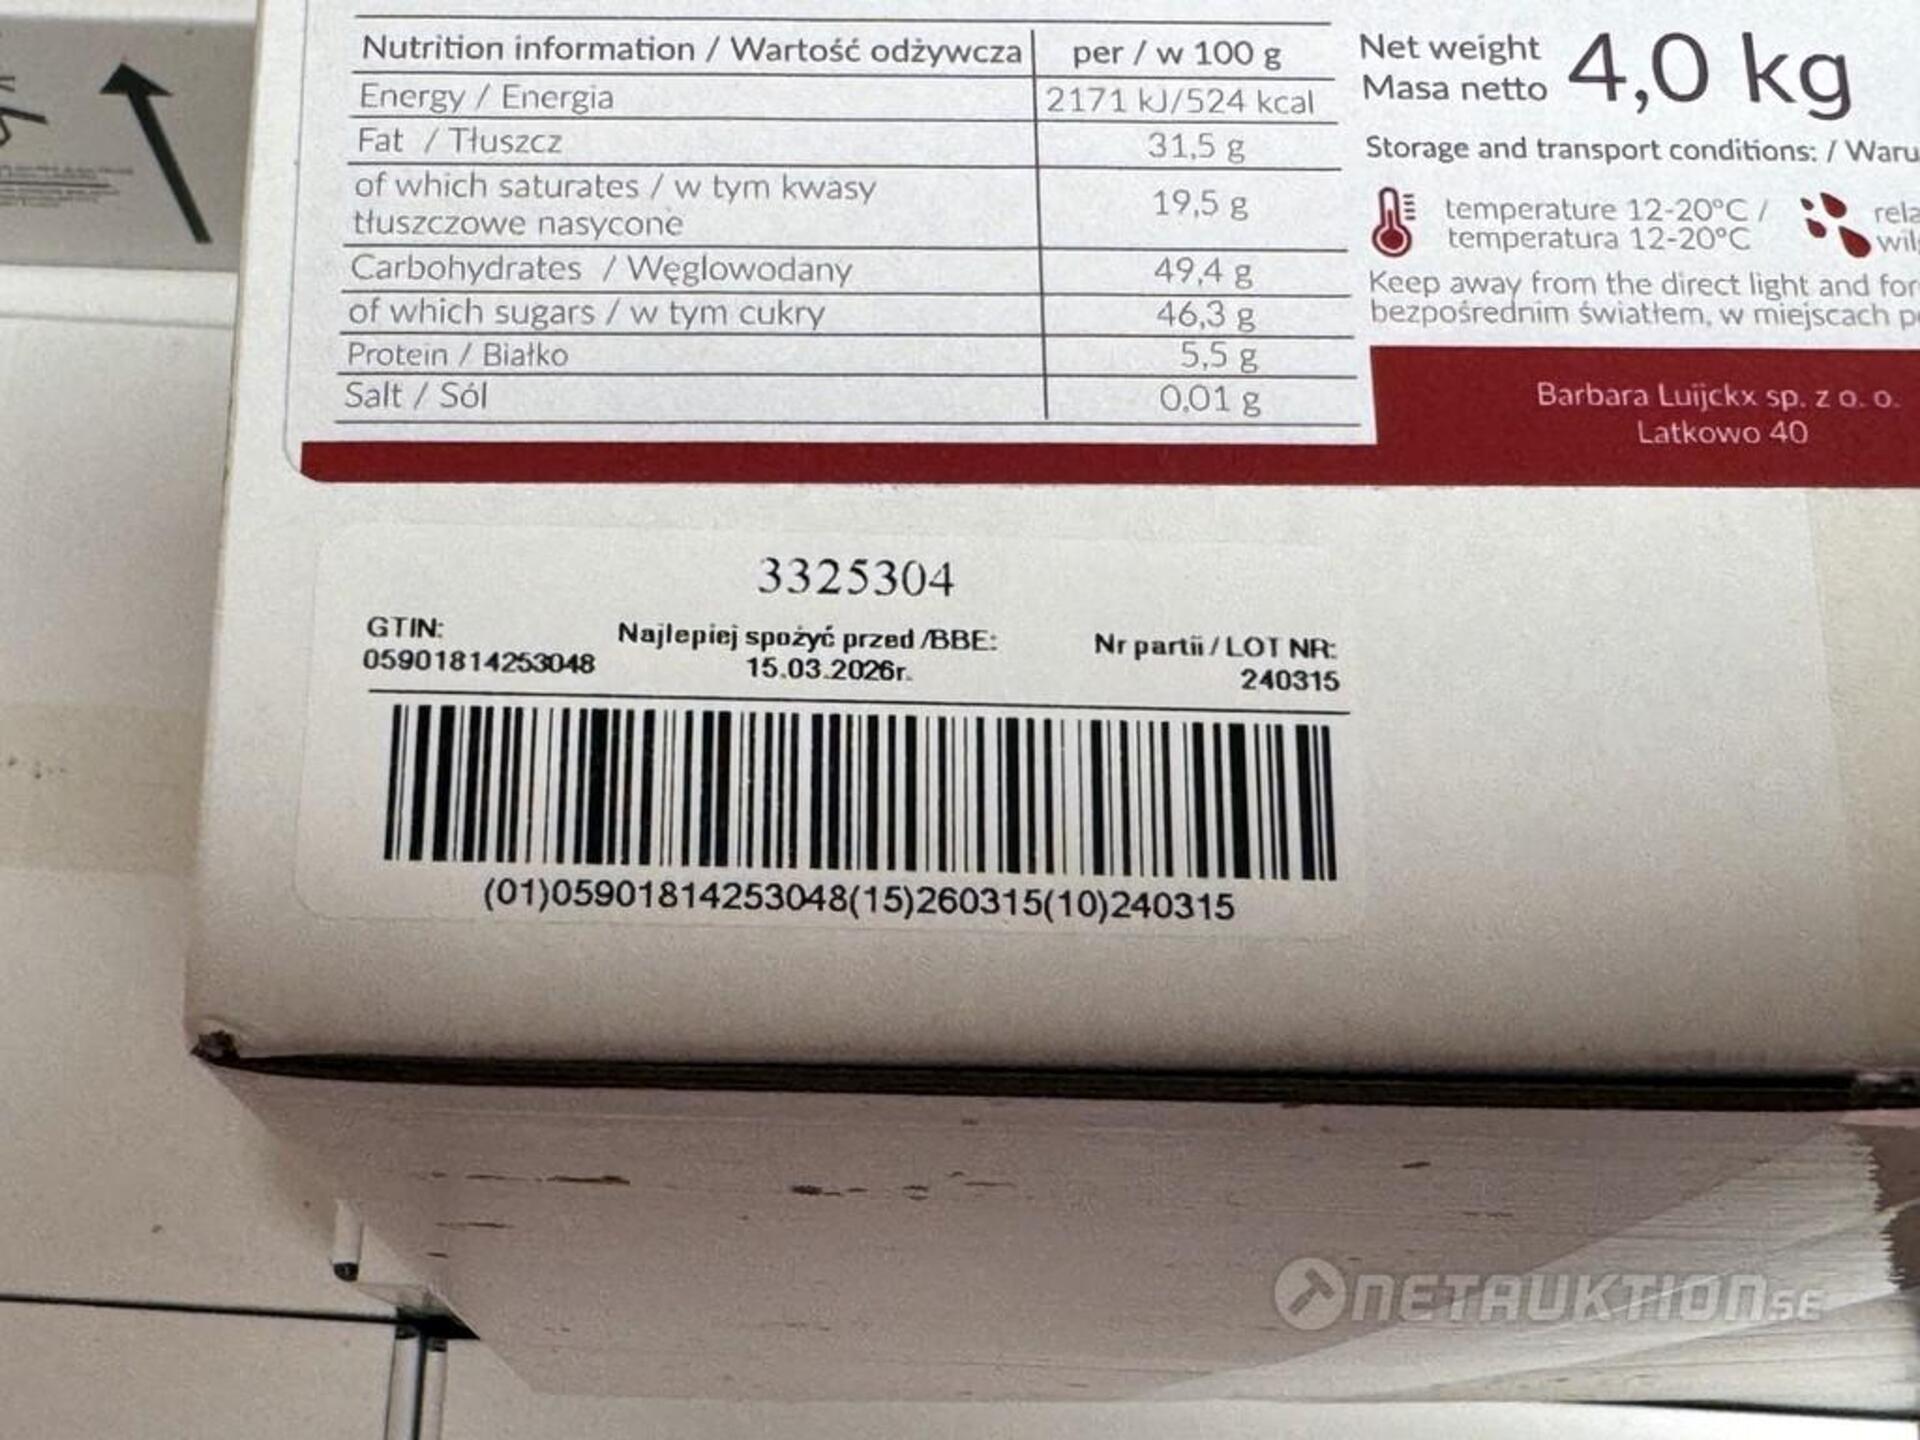 Nutrition information / Wartość odżywcza per / w 100 g
Energy / Energia 2171 kJ/524 kcal
Fat / Tłuszcz 31,5 g
of which saturates / w tym kwasy
tłuszczowe nasycone 19,5 g
Carbohydrates / Węglowodany 49,4 g
of which sugars / w tym cukry 46,3 g
Protein / Białko 5,5 g
Salt / Sól 0,01 g
Net weight
Masa netto 4,0 kg
Storage and transport conditions: / Waru
temperature 12-20°C /
temperatura 12-20°C
rela
wilg
Keep away from the direct light and for
bezpośrednim światłem, w miejscach p
Barbara Luijckx sp. z o. o.
Latkowo 40
3325304
GTIN:
05901814253048
Najlepiej spożyć przed /BBE:
15.03.2026r.
Nr partii / LOT NR:
240315
(01)05901814253048(15)260315(10)240315
NETAUKTION.SE